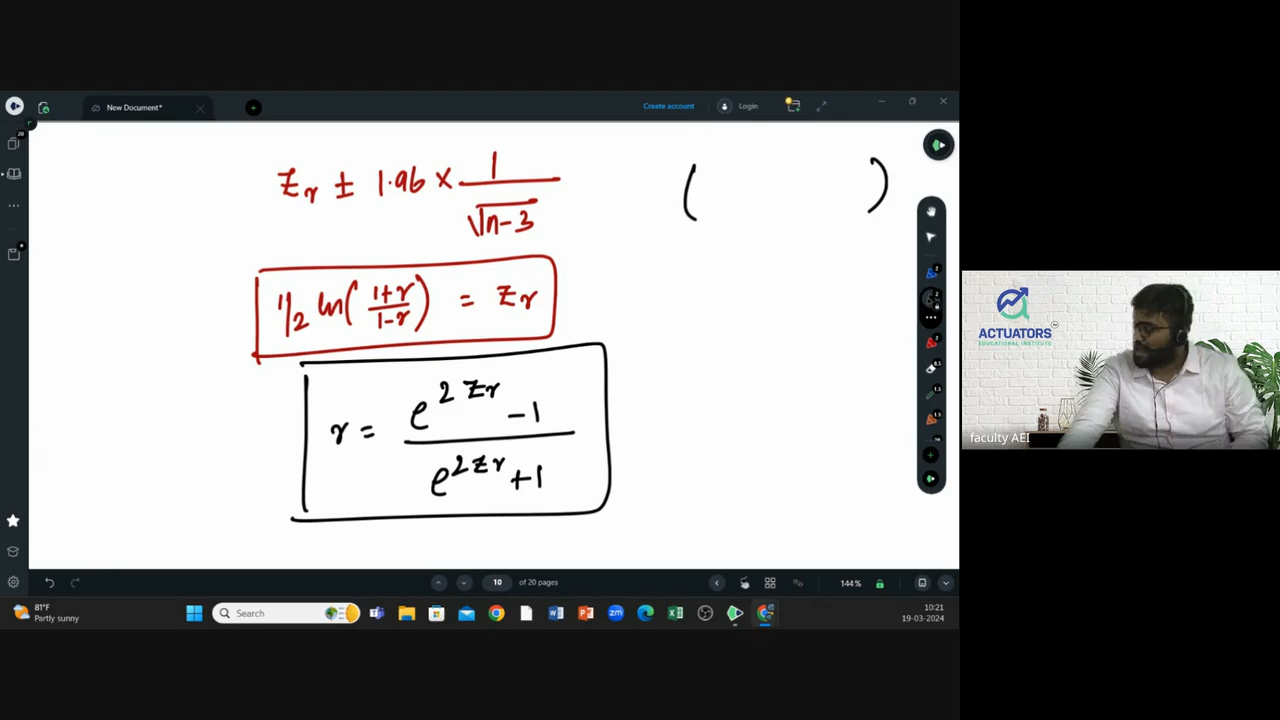 New Document*
Create account
Login
Zr ± 1.96 × 1/√n-3
( )
1/2 ln(1+r/1-r) = Zr
r = e^2Zr -1 / e^2Zr +1
ACTUATORS
EDUCATIONAL INSTITUTE
faculty AEI
10 of 20 pages
144%
81°F
Partly sunny
Search
10:21
19-03-2024